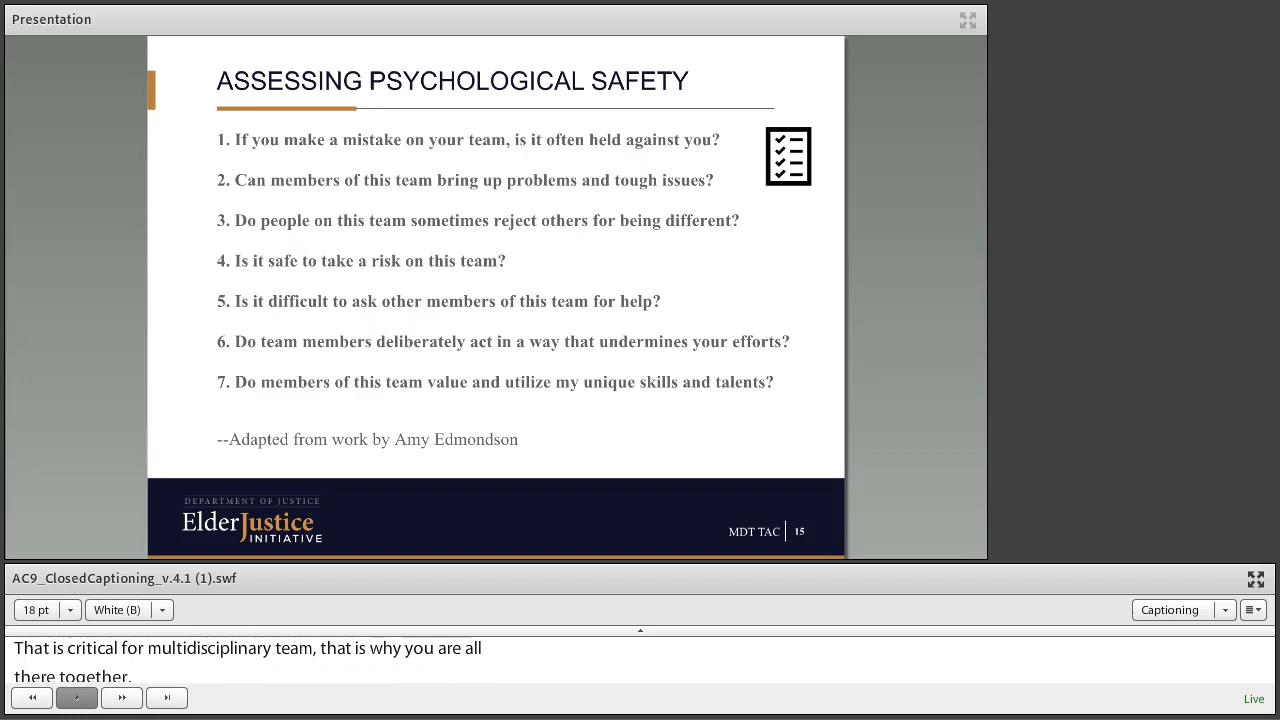 Presentation
ASSESSING PSYCHOLOGICAL SAFETY
1. If you make a mistake on your team, is it often held against you?
2. Can members of this team bring up problems and tough issues?
3. Do people on this team sometimes reject others for being different?
4. Is it safe to take a risk on this team?
5. Is it difficult to ask other members of this team for help?
6. Do team members deliberately act in a way that undermines your efforts?
7. Do members of this team value and utilize my unique skills and talents?
--Adapted from work by Amy Edmondson
DEPARTMENT OF JUSTICE
ElderJustice
INITIATIVE
MDT TAC 15
AC9_ClosedCaptioning_v.4.1 (1).swf
18 pt White (B) Captioning
That is critical for multidisciplinary team, that is why you are all
there together.
Live